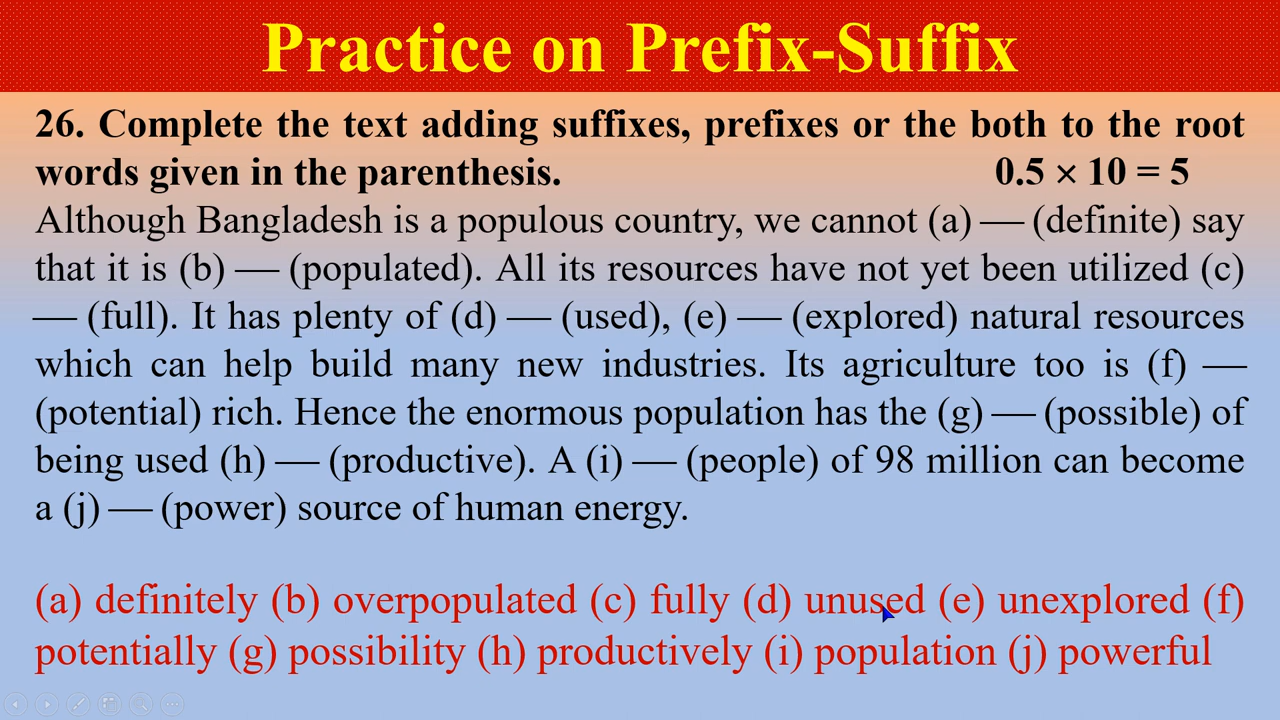 Practice on Prefix-Suffix
26. Complete the text adding suffixes, prefixes or the both to the root
words given in the parenthesis. 0.5 × 10 = 5
Although Bangladesh is a populous country, we cannot (a) — (definite) say
that it is (b) — (populated). All its resources have not yet been utilized (c)
— (full). It has plenty of (d) — (used), (e) — (explored) natural resources
which can help build many new industries. Its agriculture too is (f) —
(potential) rich. Hence the enormous population has the (g) — (possible) of
being used (h) — (productive). A (i) — (people) of 98 million can become
a (j) — (power) source of human energy.
(a) definitely (b) overpopulated (c) fully (d) unused (e) unexplored (f)
potentially (g) possibility (h) productively (i) population (j) powerful